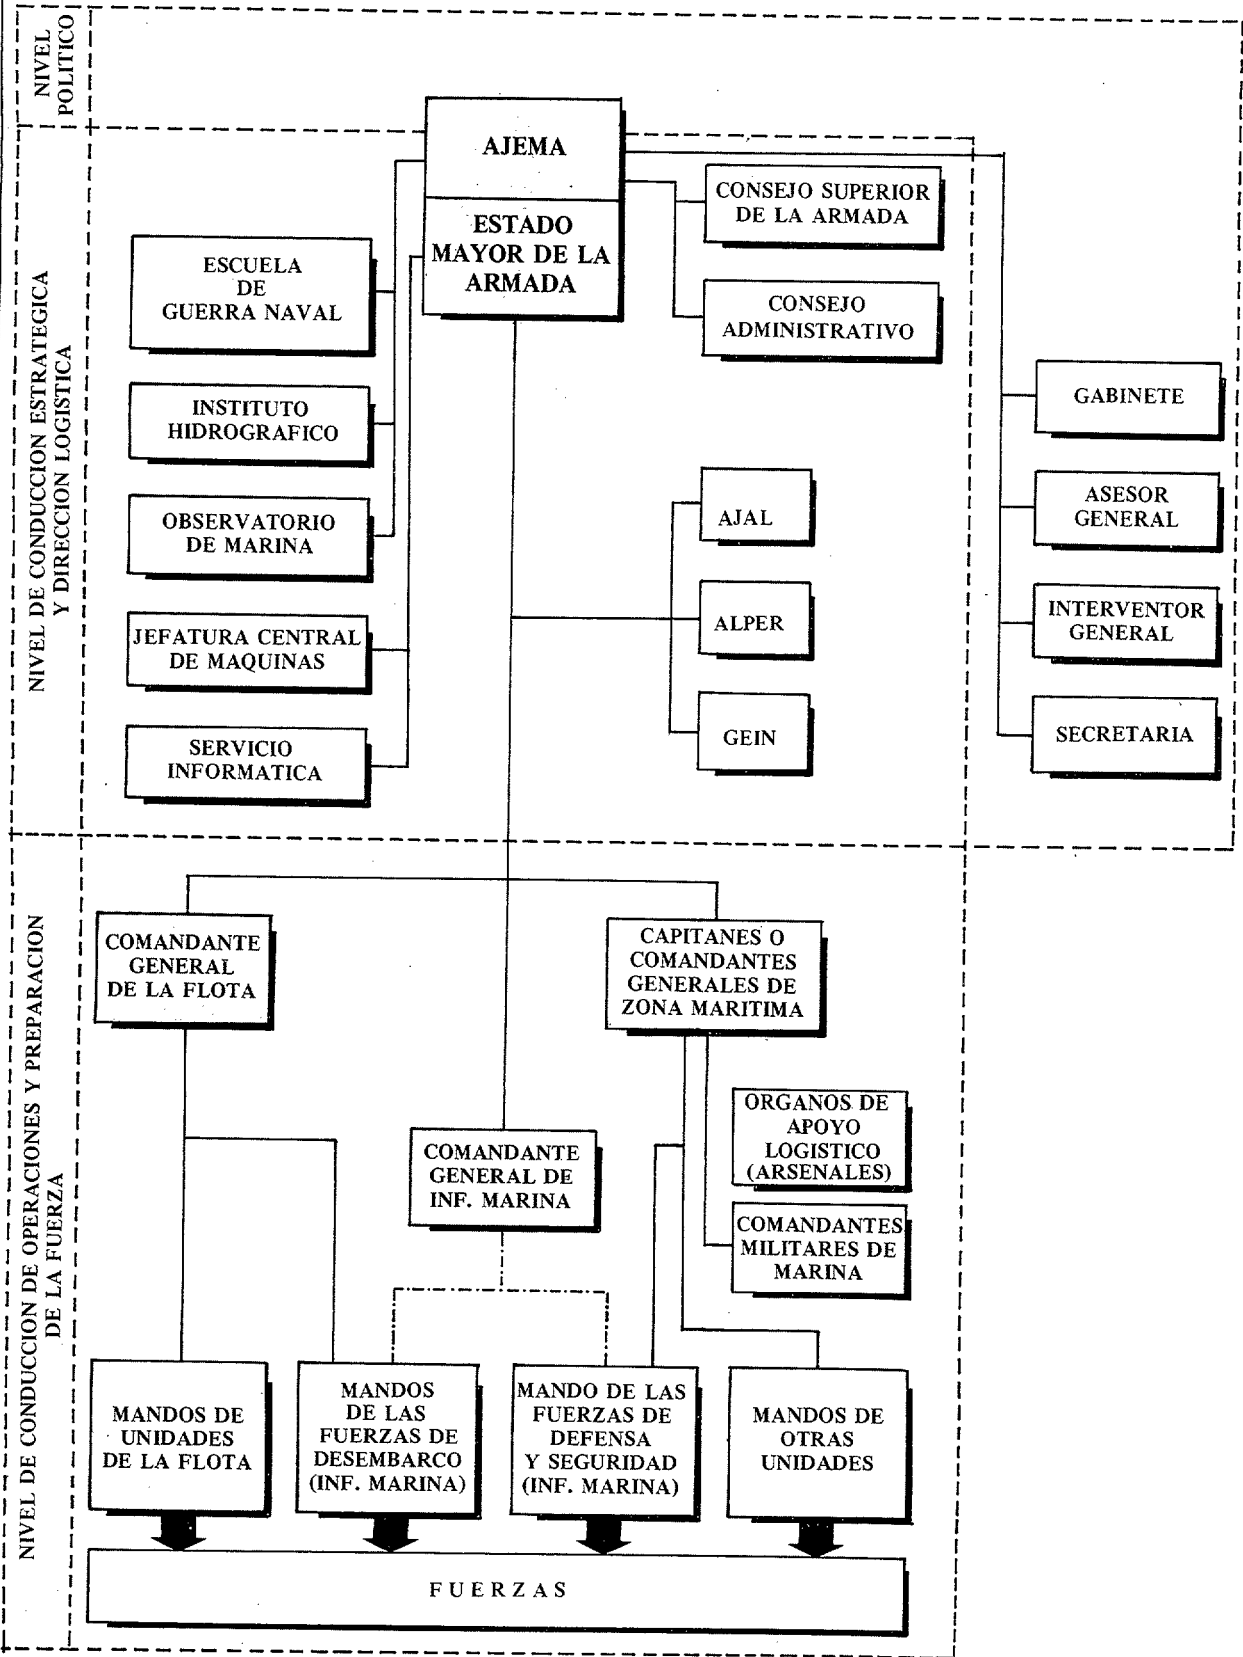 NIVEL
POLITICO
AJEMA
ESTADO
MAYOR DE LA
ARMADA
CONSEJO SUPERIOR
DE LA ARMADA
CONSEJO
ADMINISTRATIVO
NIVEL DE CONDUCCION ESTRATEGICA
Y DIRECCION LOGISTICA
ESCUELA
DE
GUERRA NAVAL
INSTITUTO
HIDROGRAFICO
OBSERVATORIO
DE MARINA
JEFATURA CENTRAL
DE MAQUINAS
SERVICIO
INFORMATICA
AJAL
ALPER
GEIN
GABINETE
ASESOR
GENERAL
INTERVENTOR
GENERAL
SECRETARIA
NIVEL DE CONDUCCION DE OPERACIONES Y PREPARACION
DE LA FUERZA
COMANDANTE
GENERAL
DE LA FLOTA
CAPITANES O
COMANDANTES
GENERALES DE
ZONA MARITIMA
COMANDANTE
GENERAL DE
INF. MARINA
ORGANOS DE
APOYO
LOGISTICO
(ARSENALES)
COMANDANTES
MILITARES DE
MARINA
MANDOS DE
UNIDADES
DE LA FLOTA
MANDOS
DE LAS
FUERZAS DE
DESEMBARCO
(INF. MARINA)
MANDO DE LAS
FUERZAS DE
DEFENSA
Y SEGURIDAD
(INF. MARINA)
MANDOS DE
OTRAS
UNIDADES
FUERZAS